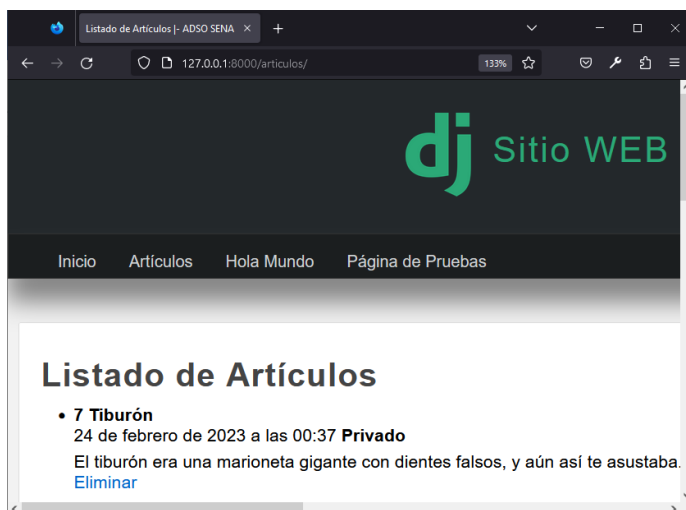 Listado de Artículos |- ADSO SENA
127.0.0.1:8000/articulos/
133%
dj Sitio WEB
Inicio Artículos Hola Mundo Página de Pruebas
Listado de Artículos
7 Tiburón
24 de febrero de 2023 a las 00:37 Privado
El tiburón era una marioneta gigante con dientes falsos, y aún así te asustaba.
Eliminar